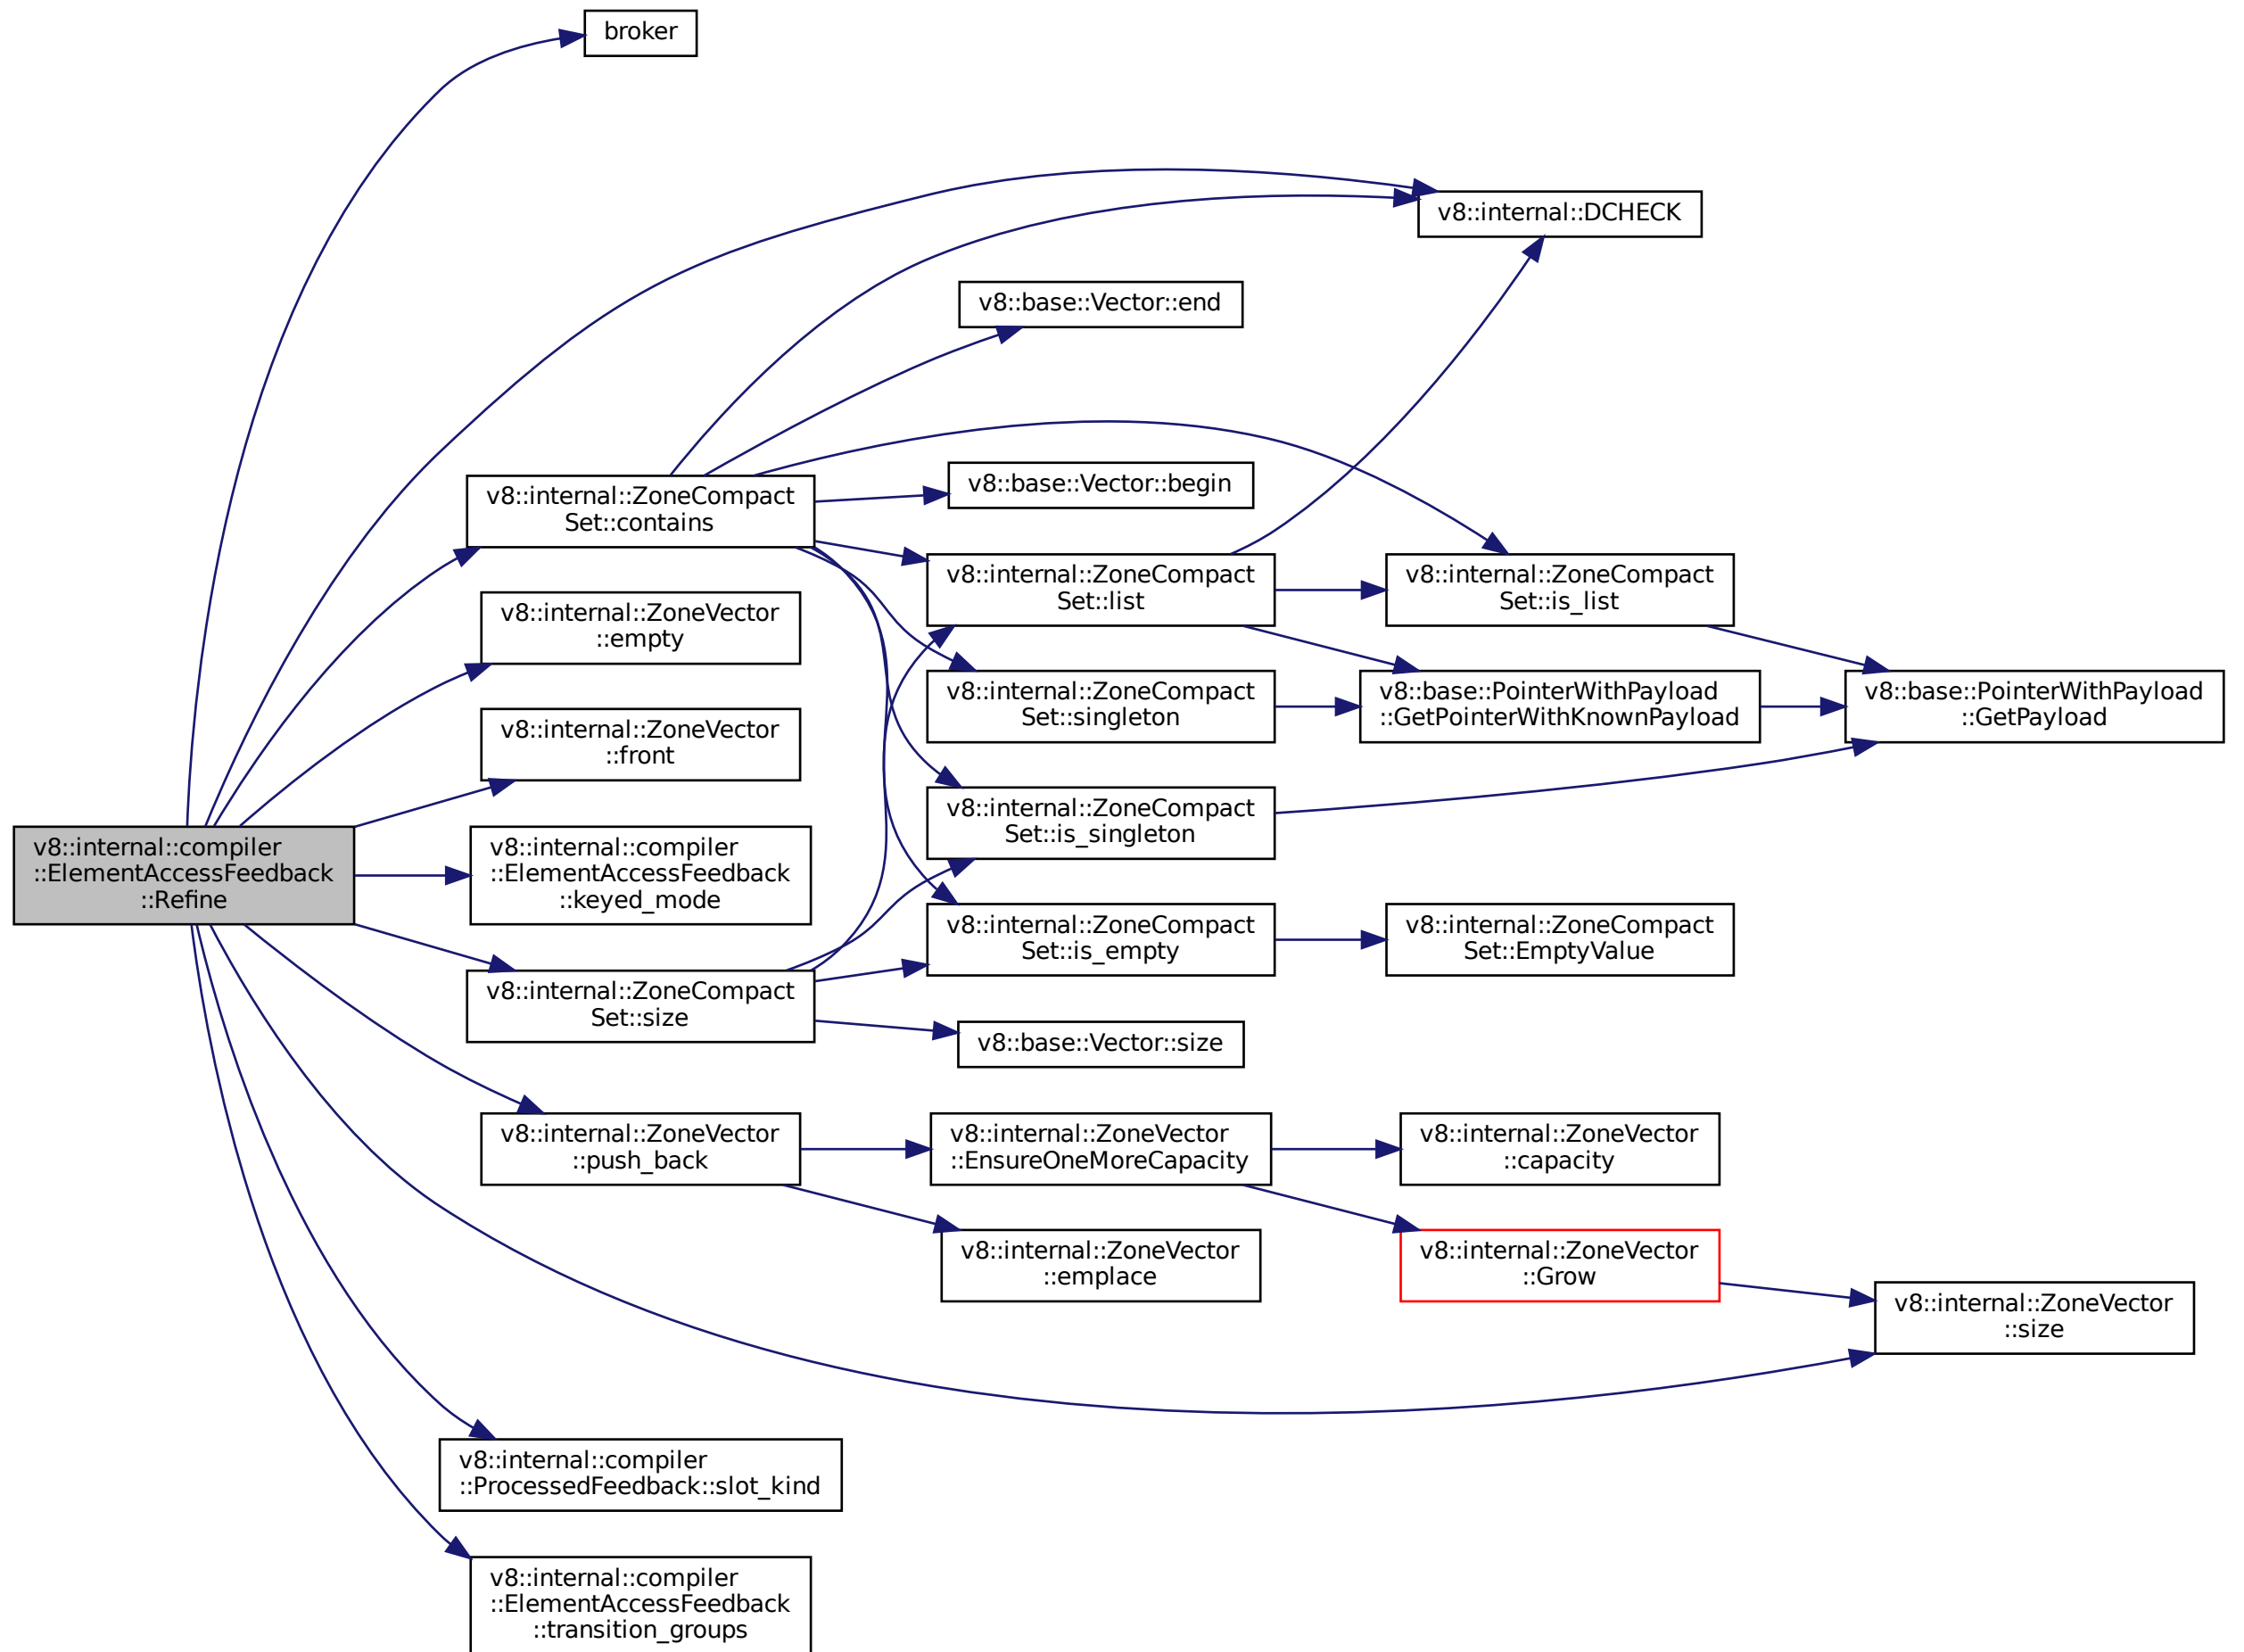 broker
v8::internal::DCHECK
v8::base::Vector::end
v8::base::Vector::begin
v8::internal::ZoneCompact
Set::contains
v8::internal::ZoneCompact
Set::list
v8::internal::ZoneCompact
Set::is_list
v8::internal::ZoneVector
::empty
v8::internal::ZoneCompact
Set::singleton
v8::base::PointerWithPayload
::GetPointerWithKnownPayload
v8::base::PointerWithPayload
::GetPayload
v8::internal::ZoneVector
::front
v8::internal::ZoneCompact
Set::is_singleton
v8::internal::compiler
::ElementAccessFeedback
::Refine
v8::internal::compiler
::ElementAccessFeedback
::keyed_mode
v8::internal::ZoneCompact
Set::is_empty
v8::internal::ZoneCompact
Set::EmptyValue
v8::internal::ZoneCompact
Set::size
v8::base::Vector::size
v8::internal::ZoneVector
::push_back
v8::internal::ZoneVector
::EnsureOneMoreCapacity
v8::internal::ZoneVector
::capacity
v8::internal::ZoneVector
::emplace
v8::internal::ZoneVector
::Grow
v8::internal::ZoneVector
::size
v8::internal::compiler
::ProcessedFeedback::slot_kind
v8::internal::compiler
::ElementAccessFeedback
::transition_groups